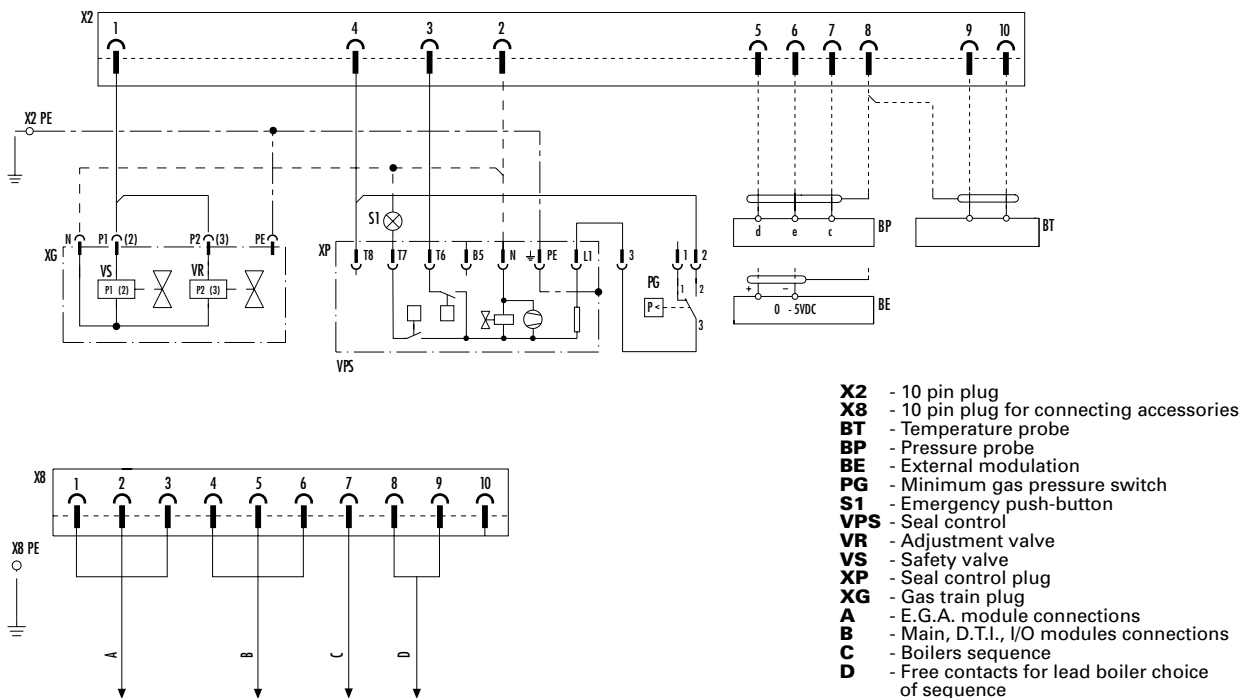 X2
1 4 3 2 5 6 7 8 9 10
X2 PE
N P1 (2) P2 (3) PE
XG
VS VR
P1 (2) P2 (3)
S1
XP
T8 T7 T6 B5 N PE L1 3 1 2
PG
P <
1 2
3
VPS
d e c
BP
BT
+ -
0 - 5VDC
BE
X2 - 10 pin plug
X8 - 10 pin plug for connecting accessories
BT - Temperature probe
BP - Pressure probe
BE - External modulation
PG - Minimum gas pressure switch
S1 - Emergency push-button
VPS - Seal control
VR - Adjustment valve
VS - Safety valve
XP - Seal control plug
XG - Gas train plug
A - E.G.A. module connections
B - Main, D.T.I., I/O modules connections
C - Boilers sequence
D - Free contacts for lead boiler choice
of sequence
X8
1 2 3 4 5 6 7 8 9 10
X8 PE
A B C D